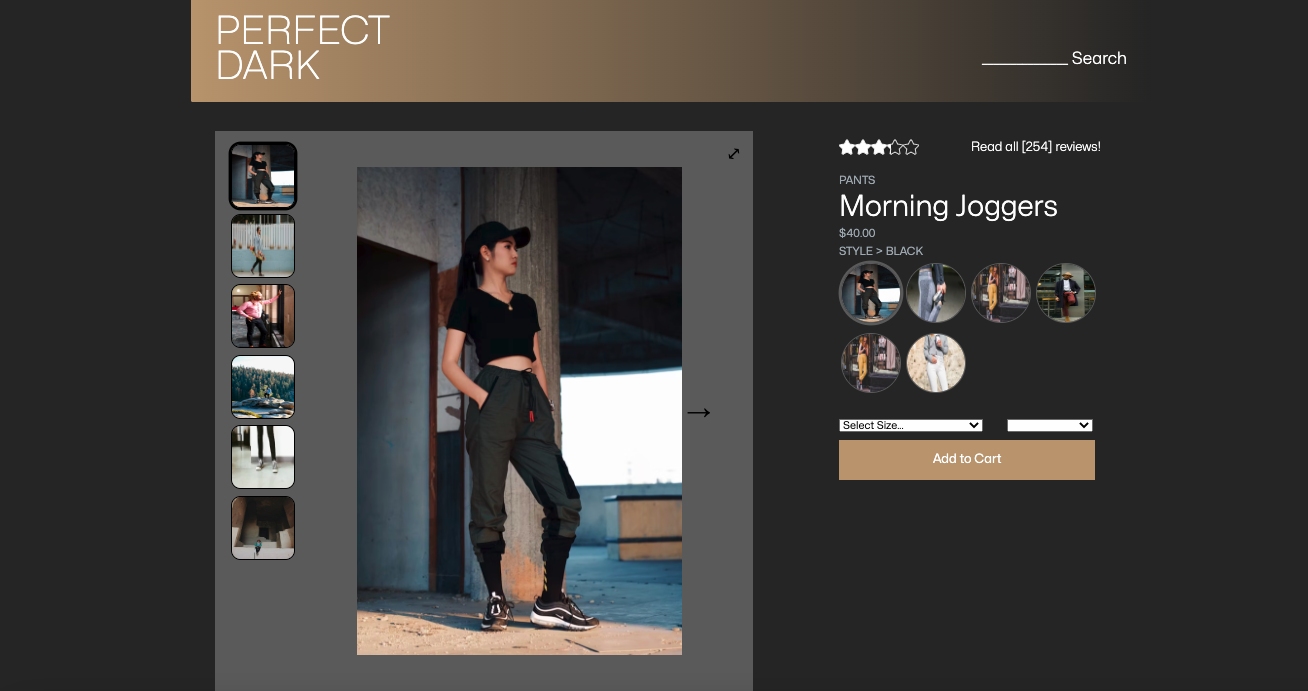 PERFECT
DARK
Search
Read all [254] reviews!
PANTS
Morning Joggers
$40.00
STYLE > BLACK
Select Size...
Add to Cart